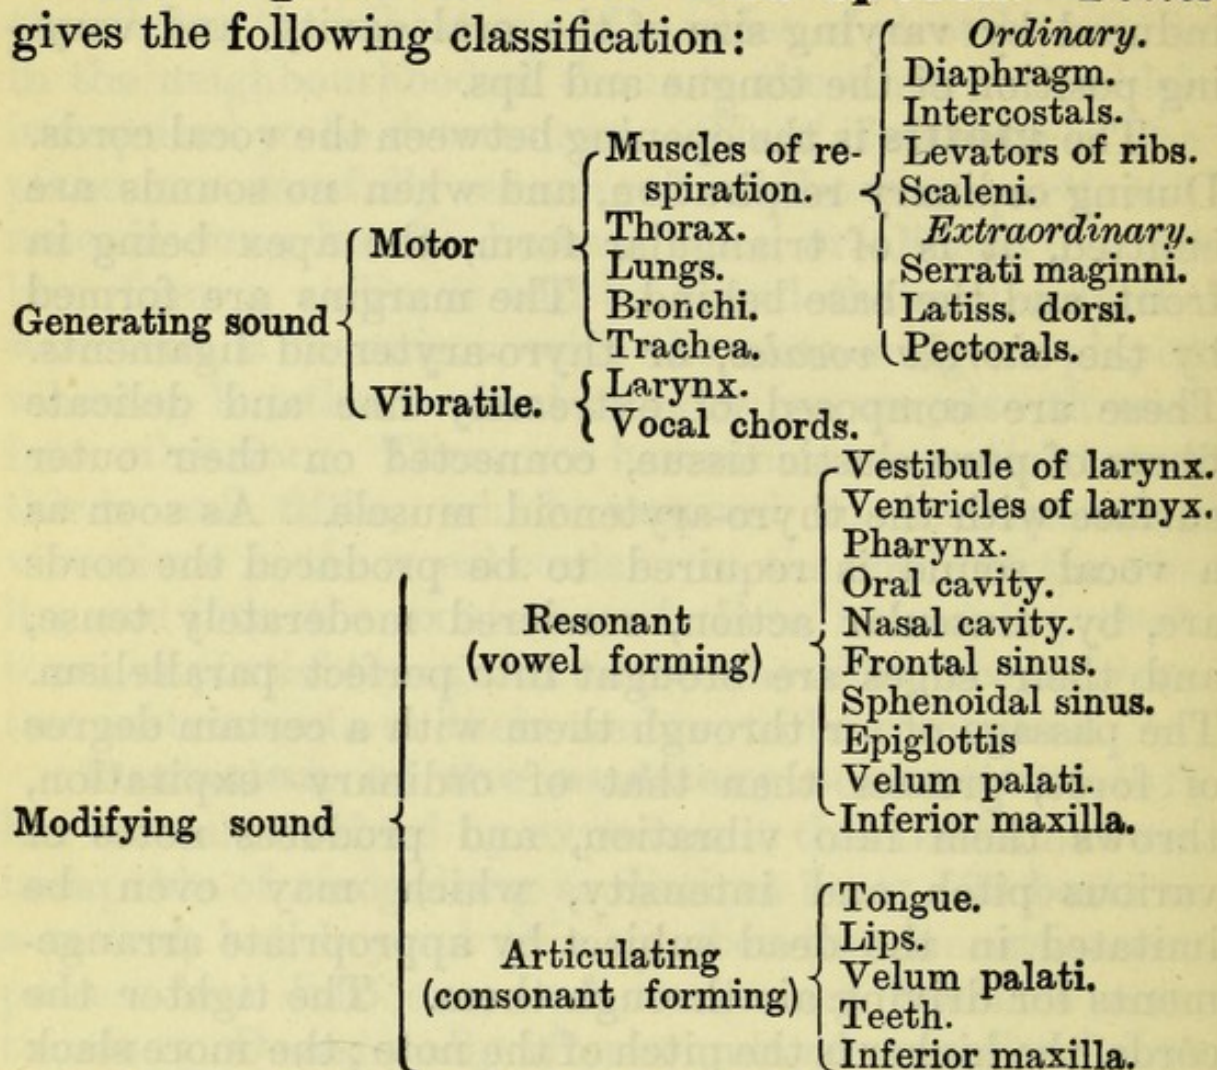 gives the following classification:
Ordinary.
Diaphragm.
Intercostals.
Muscles of re- Levators of ribs.
spiration. Scaleni.
Thorax. Extraordinary.
Motor
Lungs. Serrati maginni.
Generating sound Bronchi. Latiss. dorsi.
Trachea. Pectorals.
Vibratile. Larynx.
Vocal chords.
Vestibule of larynx.
Ventricles of larnyx.
Pharynx.
Oral cavity.
Resonant Nasal cavity.
(vowel forming) Frontal sinus.
Sphenoidal sinus.
Epiglottis
Velum palati.
Modifying sound Inferior maxilla.
Tongue.
Lips.
Articulating Velum palati.
(consonant forming) Teeth.
Inferior maxilla.